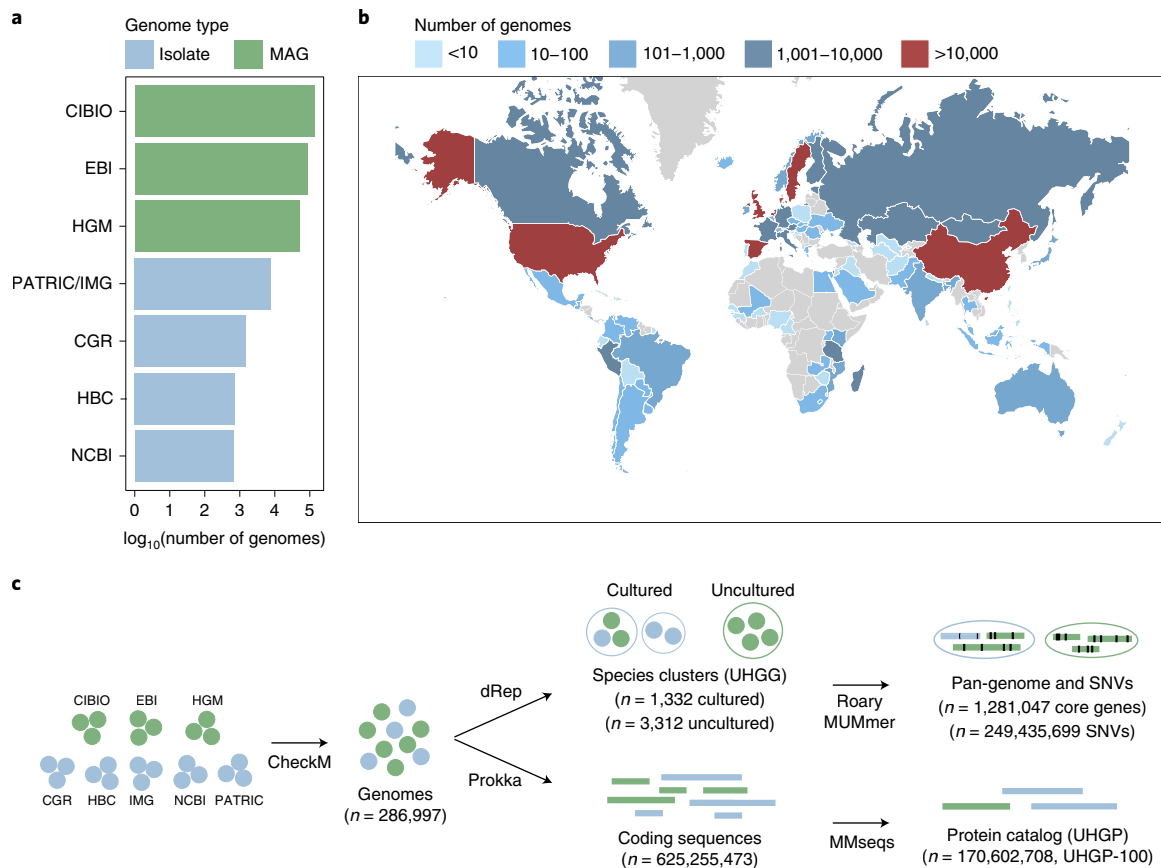 a
Genome type
Isolate
MAG
CIBIO
EBI
HGM
PATRIC/IMG
CGR
HBC
NCBI
0 1 2 3 4 5
log10(number of genomes)
b
Number of genomes
<10
10–100
101–1,000
1,001–10,000
>10,000
c
CIBIO EBI HGM
CGR HBC IMG NCBI PATRIC
CheckM
Genomes
(n = 286,997)
dRep
Prokka
Cultured
Uncultured
Species clusters (UHGG)
(n = 1,332 cultured)
(n = 3,312 uncultured)
Roary
MUMmer
Pan-genome and SNVs
(n = 1,281,047 core genes)
(n = 249,435,699 SNVs)
Coding sequences
(n = 625,255,473)
MMseqs
Protein catalog (UHGP)
(n = 170,602,708, UHGP-100)